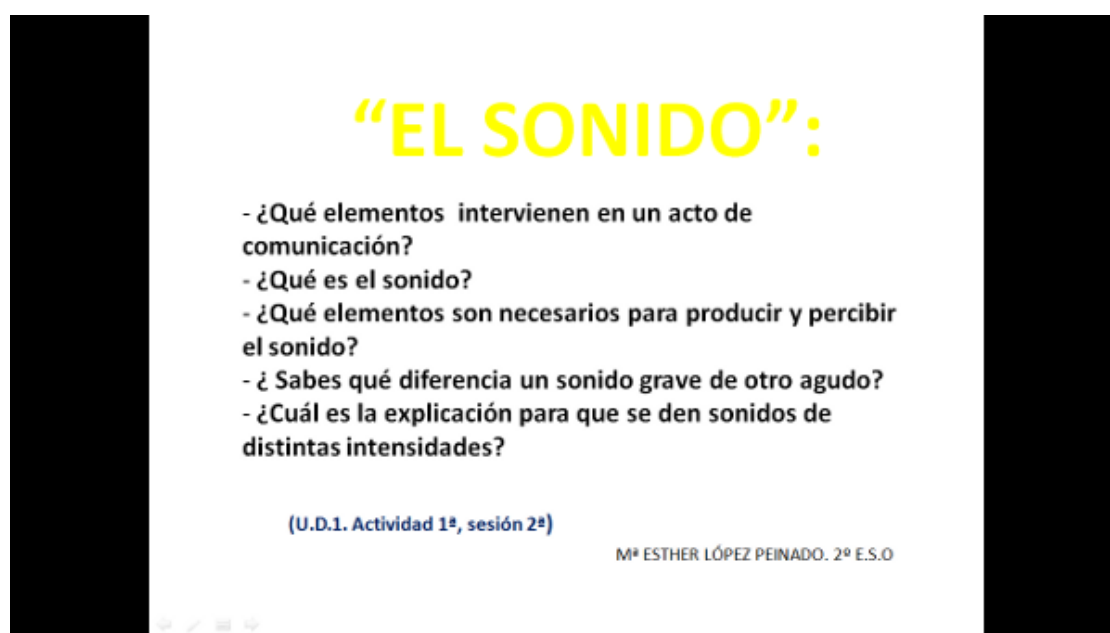 “EL SONIDO”:
- ¿Qué elementos intervienen en un acto de
comunicación?
- ¿Qué es el sonido?
- ¿Qué elementos son necesarios para producir y percibir
el sonido?
- ¿ Sabes qué diferencia un sonido grave de otro agudo?
- ¿Cuál es la explicación para que se den sonidos de
distintas intensidades?
(U.D.1. Actividad 1ª, sesión 2ª)
Mª ESTHER LÓPEZ PEINADO. 2º E.S.O